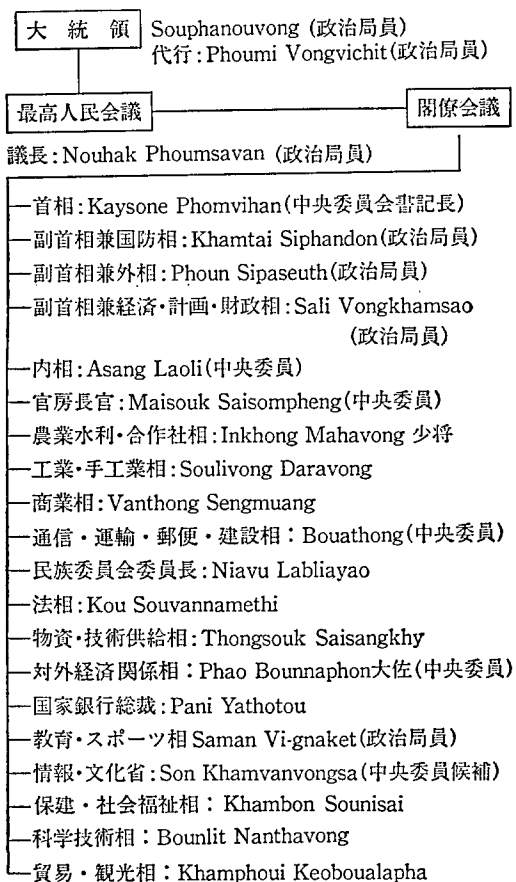 大統領 Souphanouvong (政治局員)
代行:Phoumi Vongvichit(政治局員)
最高人民会議 閣僚会議
議長:Nouhak Phoumsavan (政治局員)
首相:Kaysone Phomvihan(中央委員会書記長)
副首相兼国防相:Khamtai Siphandon(政治局員)
副首相兼外相:Phoun Sipaseuth(政治局員)
副首相兼経済・計画・財政相:Sali Vongkhamsao
(政治局員)
内相:Asang Laoli(中央委員)
官房長官:Maisouk Saisompheng(中央委員)
農業水利・合作社相:Inkhong Mahavong 少将
工業・手工業相:Soulivong Daravong
商業相:Vanthong Sengmuang
通信・運輸・郵便・建設相:Bouathong(中央委員)
民族委員会委員長:Niavu Labliayao
法相:Kou Souvannamethi
物資・技術供給相:Thongsouk Saisangkhy
対外経済関係相:Phao Bounnaphon大佐(中央委員)
国家銀行総裁:Pani Yathotou
教育・スポーツ相 Saman Vi-gnaket(政治局員)
情報・文化省:Son Khamvanvongsa(中央委員候補)
保建・社会福祉相: Khambon Sounisai
科学技術相:Bounlit Nanthavong
貿易・観光相:Khamphoui Keoboualapha